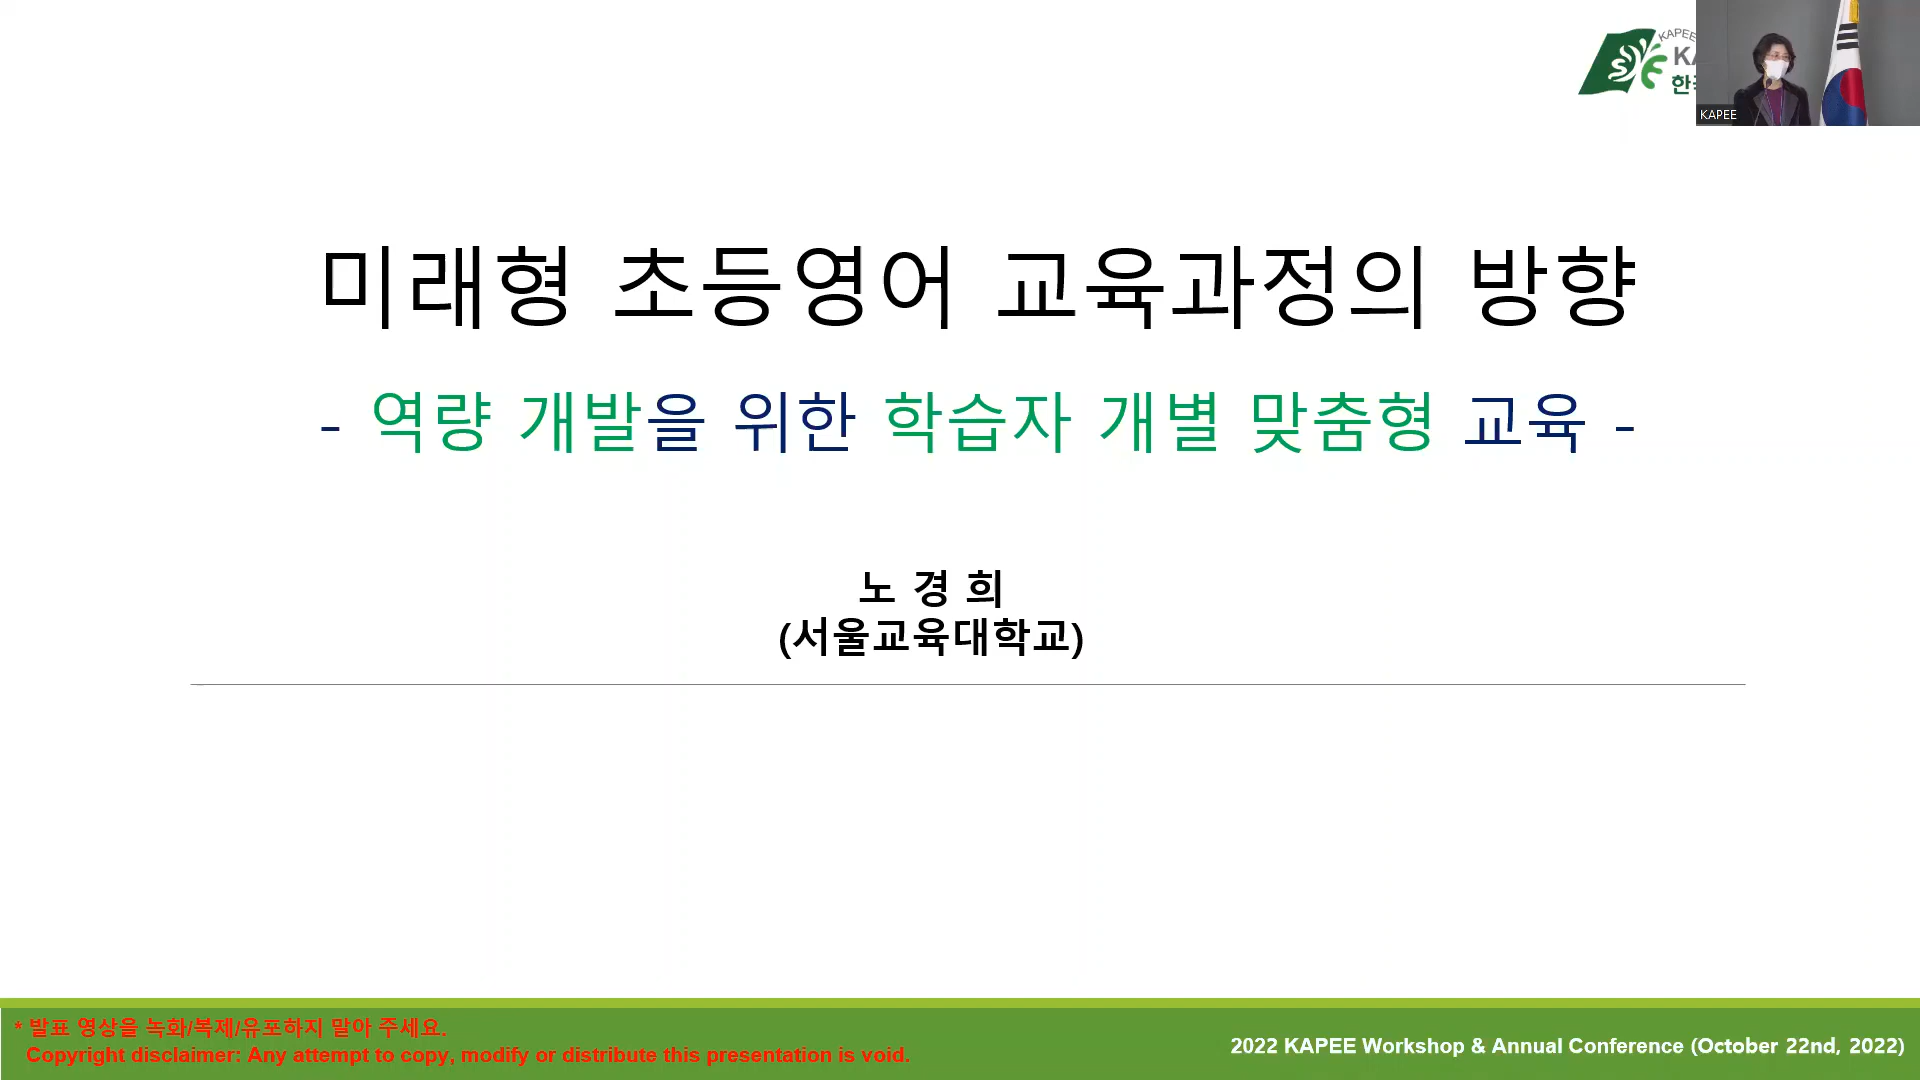 KAPEE
미래형 초등영어 교육과정의 방향
- 역량 개발을 위한 학습자 개별 맞춤형 교육 -
노 경 희
(서울교육대학교)
* 발표 영상을 녹화/복제/유포하지 말아 주세요.
Copyright disclaimer: Any attempt to copy, modify or distribute this presentation is void.
2022 KAPEE Workshop & Annual Conference (October 22nd, 2022)